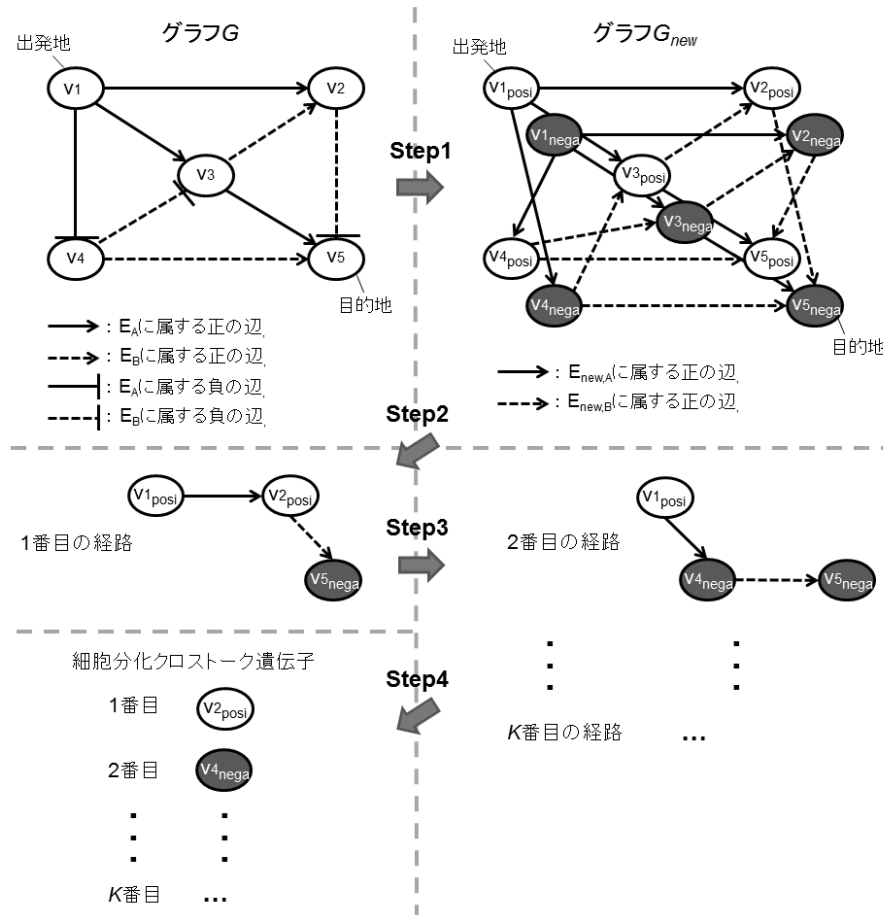 グラフG
出発地
v1
v2
v3
v4
v5
目的地
→ : EAに属する正の辺,
⇢ : EBに属する正の辺,
: EAに属する負の辺,
: EBに属する負の辺,
Step1
グラフGnew
出発地
v1posi
v2posi
v1nega
v2nega
v3posi
v3nega
v4posi
v5posi
v4nega
v5nega
目的地
: Enew,Aに属する正の辺,
: Enew,Bに属する正の辺,
Step2
v1posi
v2posi
1番目の経路
v5nega
Step3
v1posi
2番目の経路
v4nega
v5nega
K番目の経路 ...
Step4
細胞分化クロストーク遺伝子
1番目 v2posi
2番目 v4nega
K番目 ...